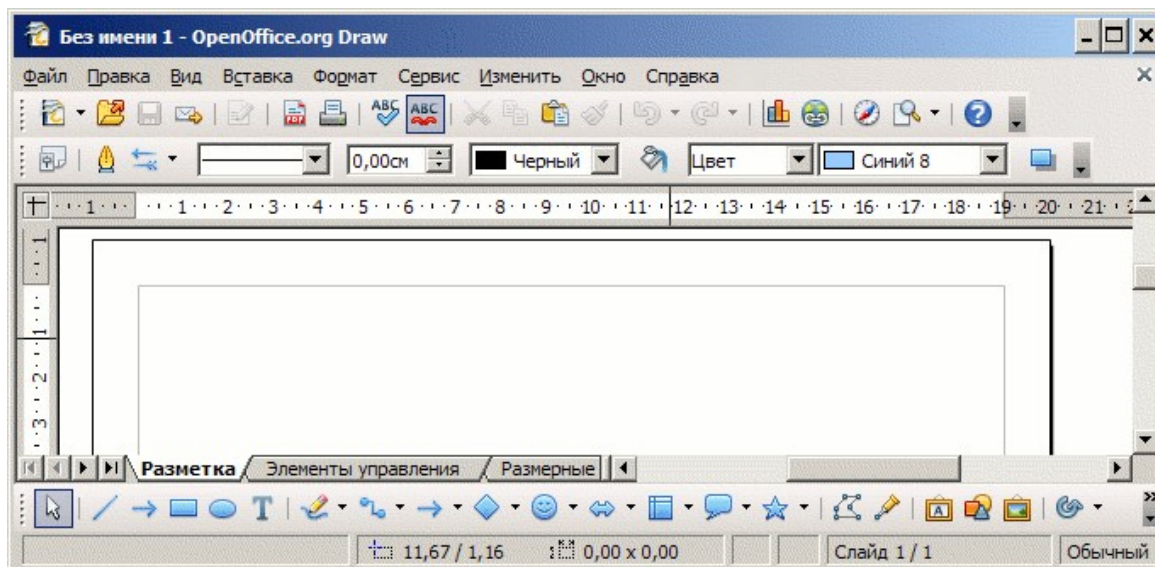 Без имени 1 - OpenOffice.org Draw
Файл Правка Вид Вставка Формат Сервис Изменить Окно Справка
PDF ABC ABC
0,00см Черный Цвет Синий 8
1 1 2 3 4 5 6 7 8 9 10 11 12 13 14 15 16 17 18 19 20 21
1
1
2
3
Разметка Элементы управления Размерные
T A
11,67 / 1,16 0,00 x 0,00 Слайд 1 / 1 Обычный